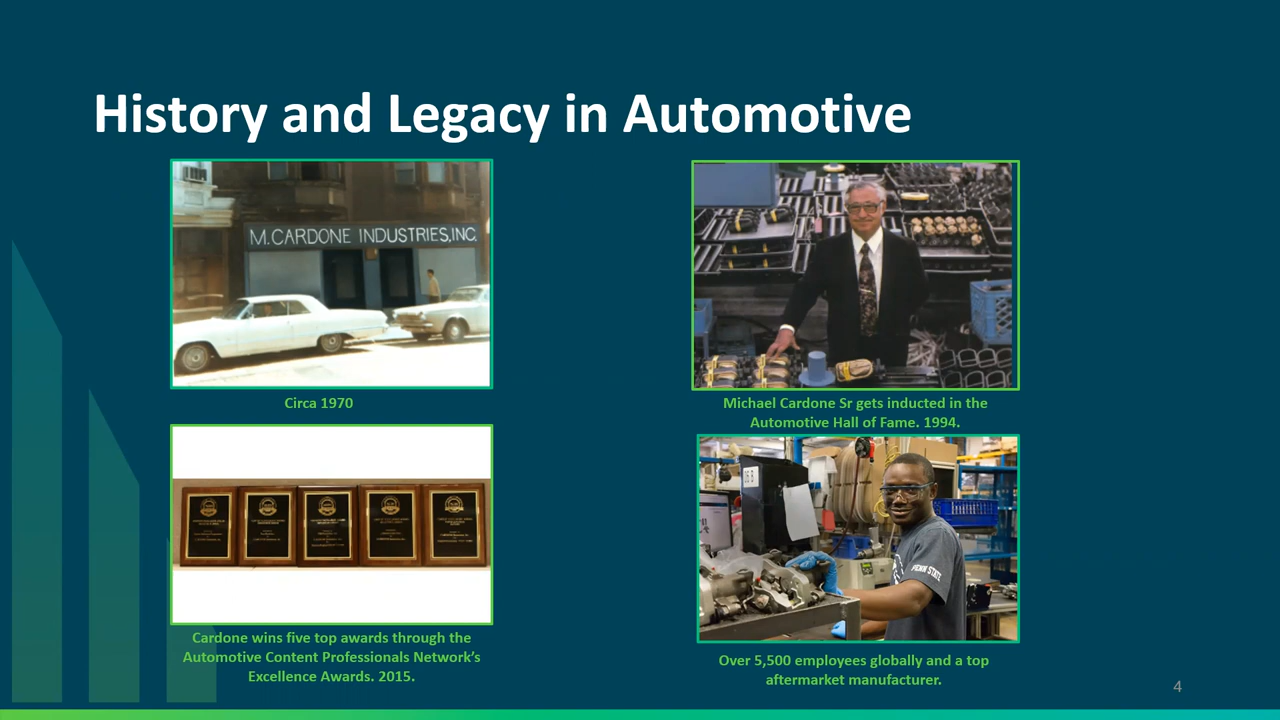 History and Legacy in Automotive
M.CARDONE INDUSTRIES,INC.
Circa 1970
Michael Cardone Sr gets inducted in the
Automotive Hall of Fame. 1994.
Cardone wins five top awards through the
Automotive Content Professionals Network’s
Excellence Awards. 2015.
PENN STATE
Over 5,500 employees globally and a top
aftermarket manufacturer.
4